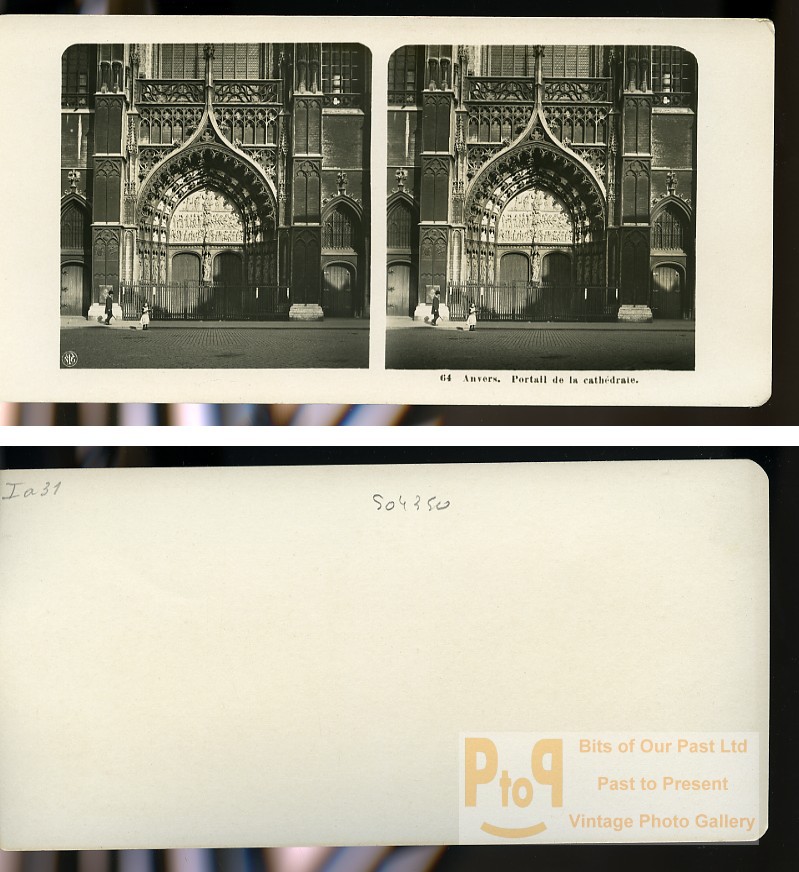 64 Anvers. Portail de la cathédrale.
Ia31
S04350
PtoP
Bits of Our Past Ltd
Past to Present
Vintage Photo Gallery